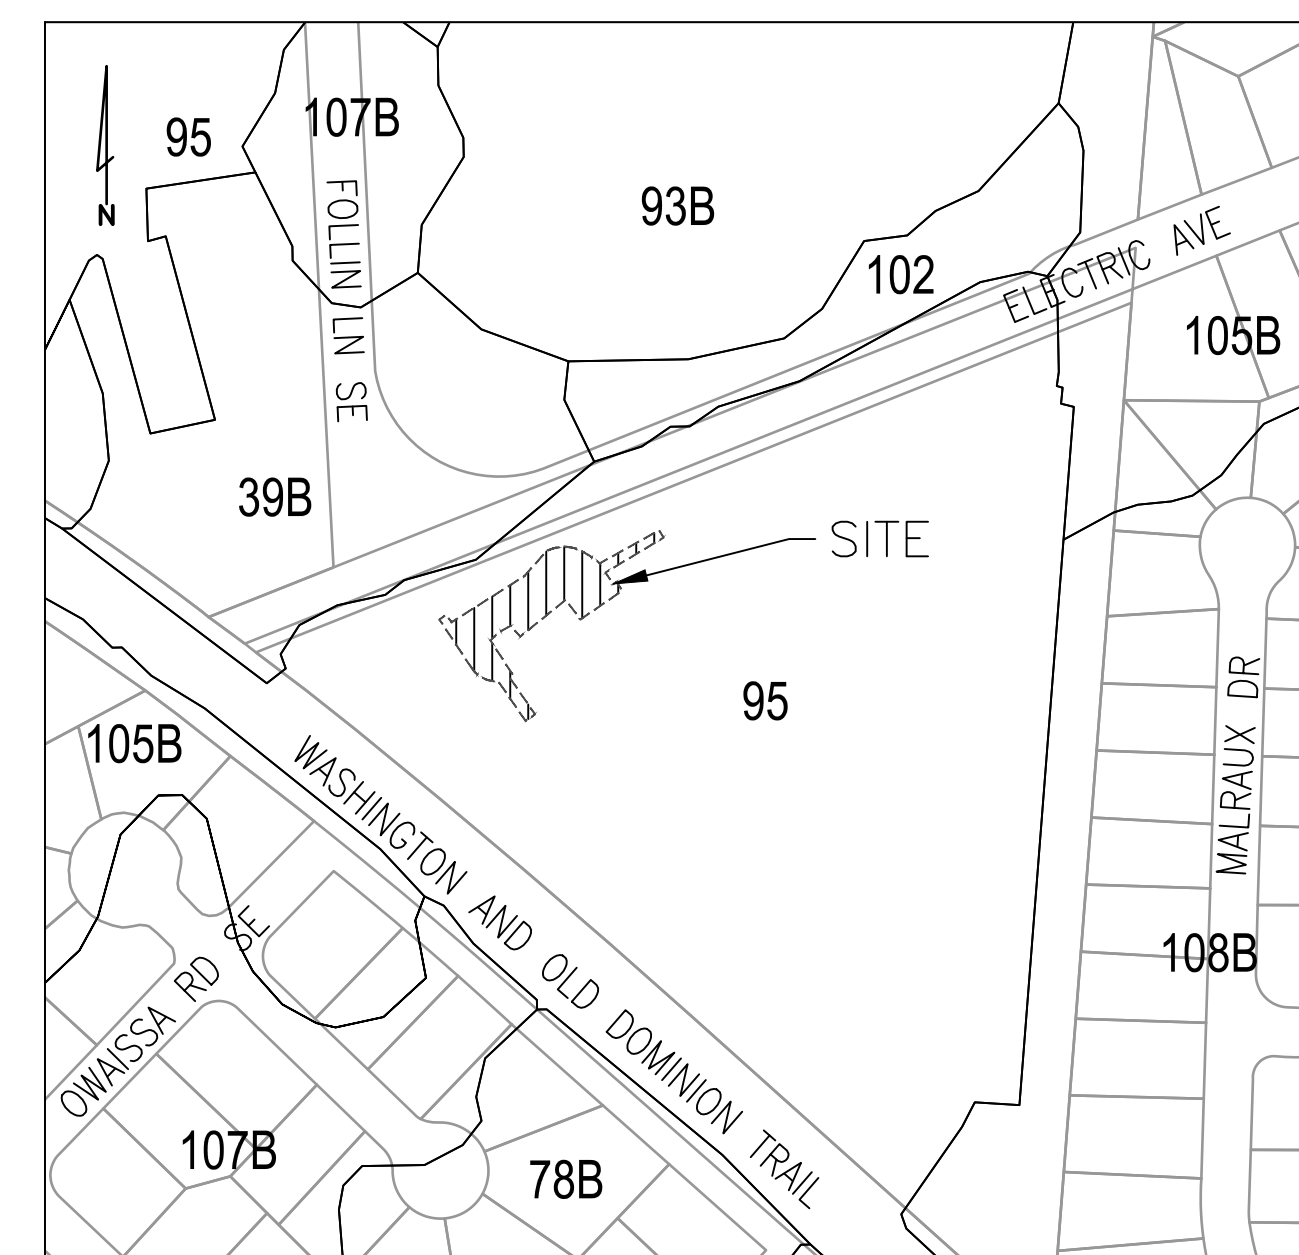 95
107B
93B
N
FOLLIN LN SE
102
ELECTRIC AVE
105B
39B
SITE
95
105B
WASHINGTON AND OLD DOMINION TRAIL
MALRAUX DR
108B
OWAISSA RD SE
107B
78B